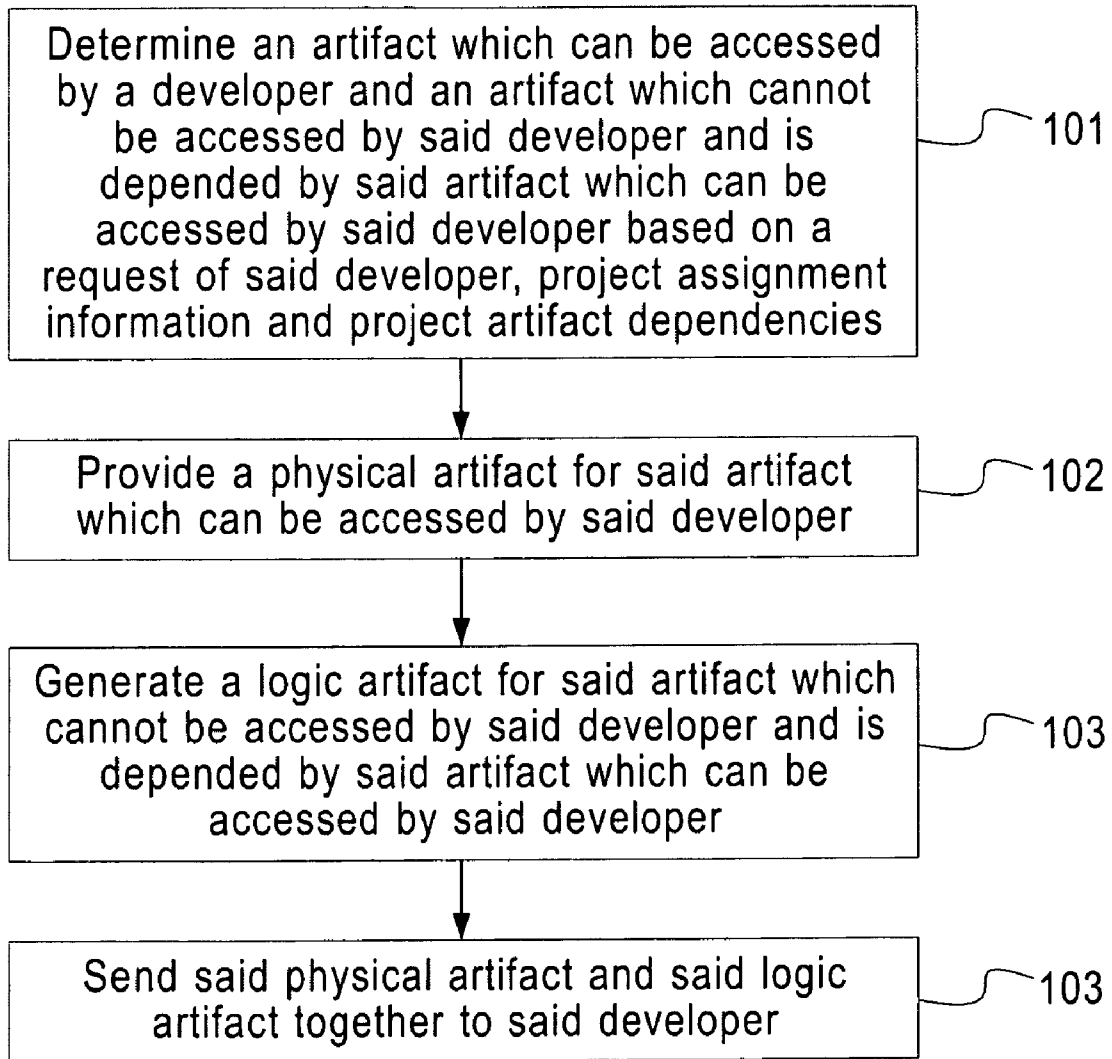 Determine an artifact which can be accessed
by a developer and an artifact which cannot
be accessed by said developer and is
depended by said artifact which can be
accessed by said developer based on a
request of said developer, project assignment
information and project artifact dependencies
101
Provide a physical artifact for said artifact
which can be accessed by said developer
102
Generate a logic artifact for said artifact which
cannot be accessed by said developer and is
depended by said artifact which can be
accessed by said developer
103
Send said physical artifact and said logic
artifact together to said developer
103